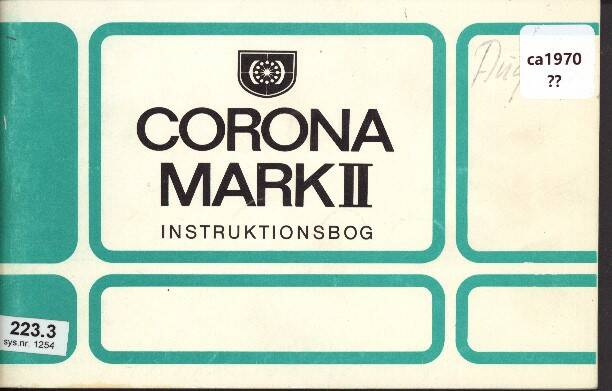 ca1970
??
CORONA
MARK II
INSTRUKTIONSBOG
223.3
sys.nr. 1254